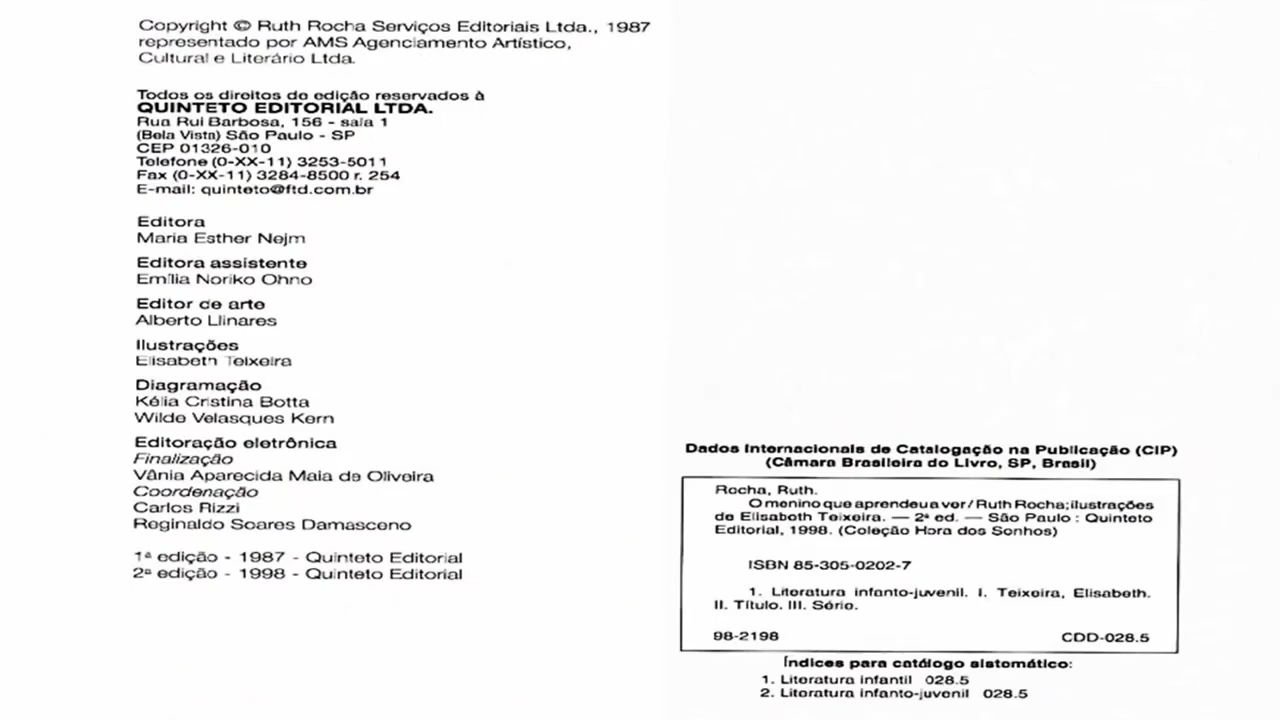 Copyright © Ruth Rocha Serviços Editoriais Ltda., 1987
representado por AMS Agenciamento Artístico,
Cultural e Literário Ltda.
Todos os direitos de edição reservados à
QUINTETO EDITORIAL LTDA.
Rua Rui Barbosa, 156 - sala 1
(Bela Vista) São Paulo - SP
CEP 01326-010
Telefone (0-XX-11) 3253-5011
Fax (0-XX-11) 3284-8500 r. 254
E-mail: quinteto@ftd.com.br
Editora
Maria Esther Nejm
Editora assistente
Emília Noriko Ohno
Editor de arte
Alberto Llinares
Ilustrações
Elisabeth Teixeira
Diagramação
Kélia Cristina Botta
Wilde Velasques Kern
Editoração eletrônica
Finalização
Vânia Aparecida Maia de Oliveira
Coordenação
Carlos Rizzi
Reginaldo Soares Damasceno
1ª edição - 1987 - Quinteto Editorial
2ª edição - 1998 - Quinteto Editorial
Dados Internacionais de Catalogação na Publicação (CIP)
(Câmara Brasileira do Livro, SP, Brasil)
Rocha, Ruth.
O menino que aprendeu a ver / Ruth Rocha; ilustrações
de Elisabeth Teixeira. — 2ª ed. — São Paulo : Quinteto
Editorial, 1998. (Coleção Hora dos Sonhos)
ISBN 85-305-0202-7
1. Literatura infanto-juvenil. I. Teixeira, Elisabeth.
II. Título. III. Série.
98-2198 CDD-028.5
Índices para catálogo sistemático:
1. Literatura infantil 028.5
2. Literatura infanto-juvenil 028.5